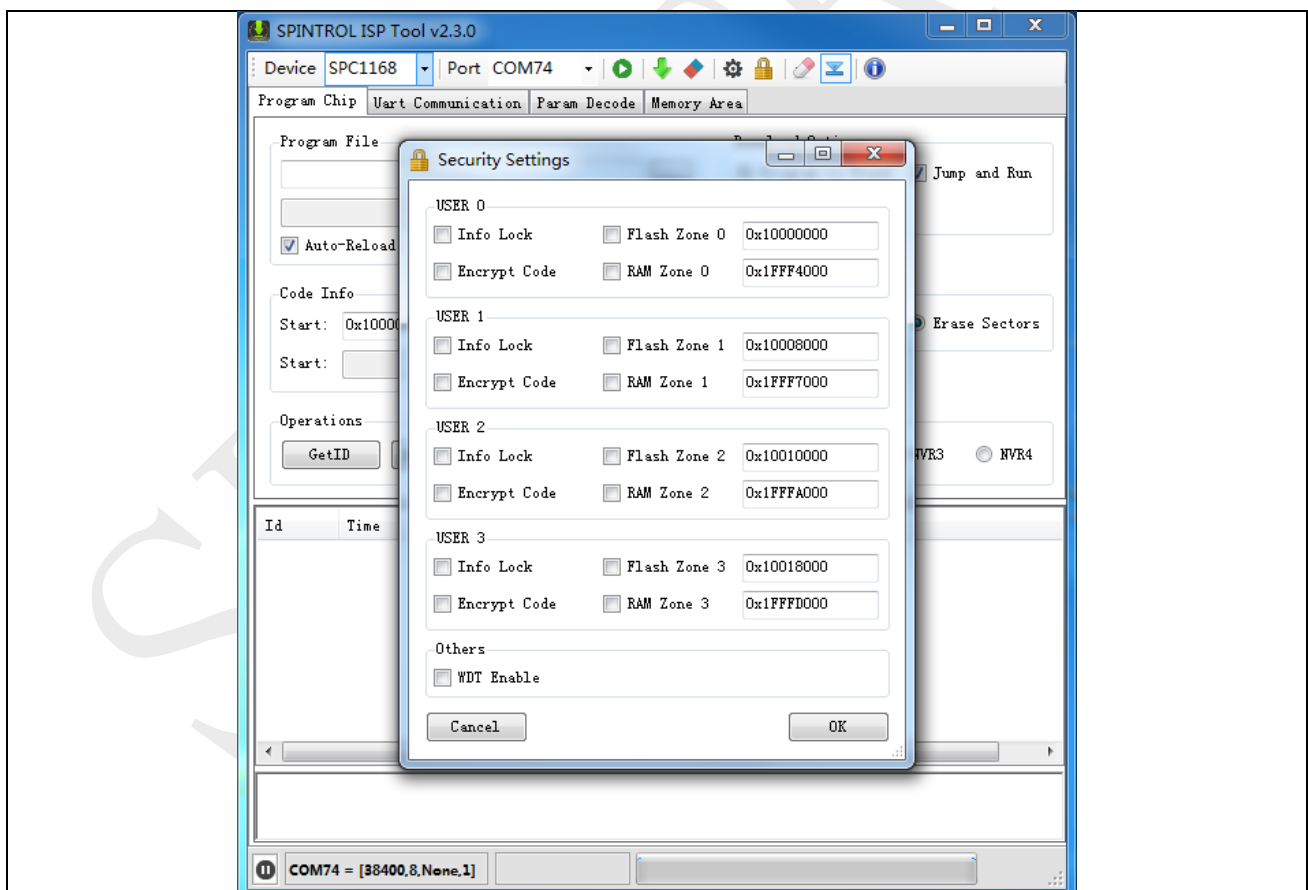 SPINTROL ISP Tool v2.3.0
Device SPC1168 Port COM74
Program Chip Uart Communication Param Decode Memory Area
Program File
Security Settings
Jump and Run
USER 0
Info Lock Flash Zone 0 0x10000000
Auto-Reload
Encrypt Code RAM Zone 0 0x1FFF4000
Code Info
USER 1
Start: 0x1000
Erase Sectors
Info Lock Flash Zone 1 0x10008000
Start:
Encrypt Code RAM Zone 1 0x1FFF7000
Operations
USER 2
GetID
Info Lock Flash Zone 2 0x10010000
NVR3 NVR4
Encrypt Code RAM Zone 2 0x1FFFA000
Id Time
USER 3
Info Lock Flash Zone 3 0x10018000
Encrypt Code RAM Zone 3 0x1FFFD000
Others
WDT Enable
Cancel OK
COM74 = [38400,8,None,1]